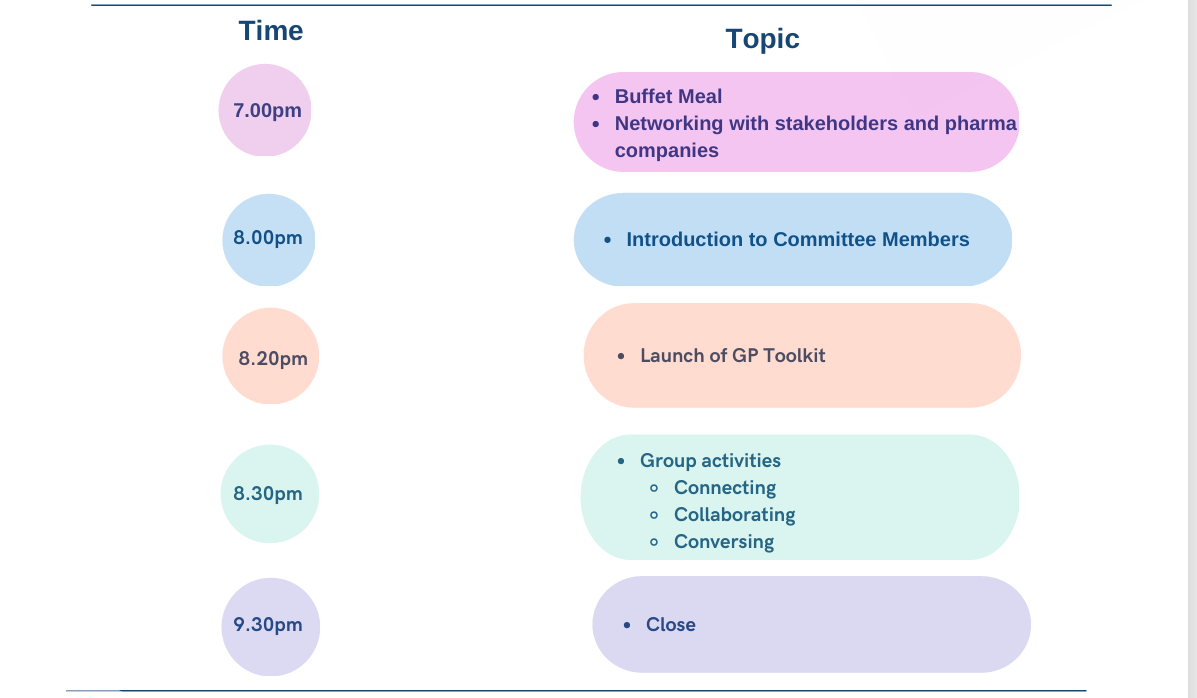 Time
Topic
7.00pm
• Buffet Meal
• Networking with stakeholders and pharma
companies
8.00pm
• Introduction to Committee Members
8.20pm
• Launch of GP Toolkit
8.30pm
• Group activities
◦ Connecting
◦ Collaborating
◦ Conversing
9.30pm
• Close